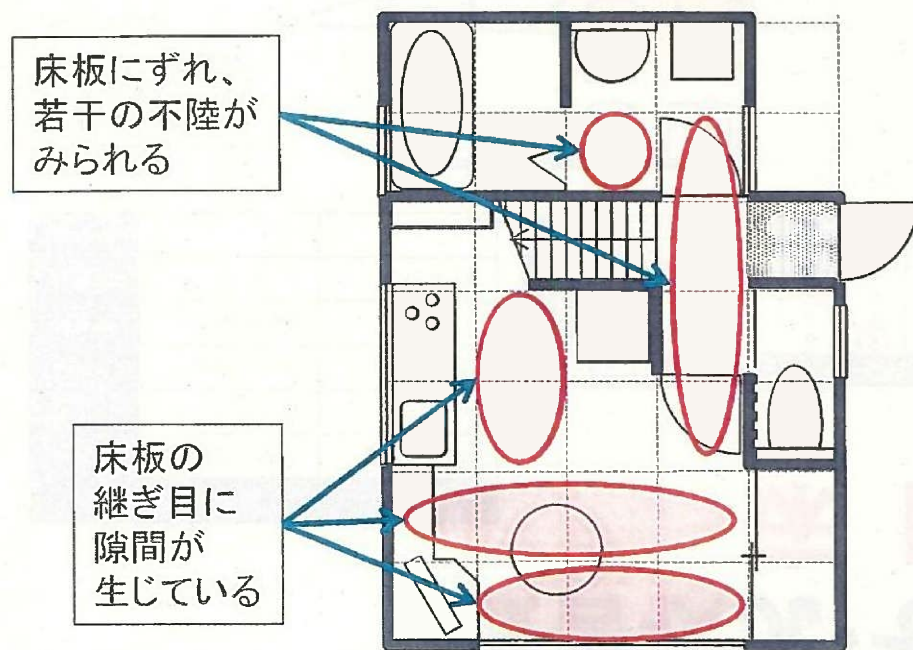 床板にずれ、
若干の不陸が
みられる
床板の
継ぎ目に
隙間が
生じている